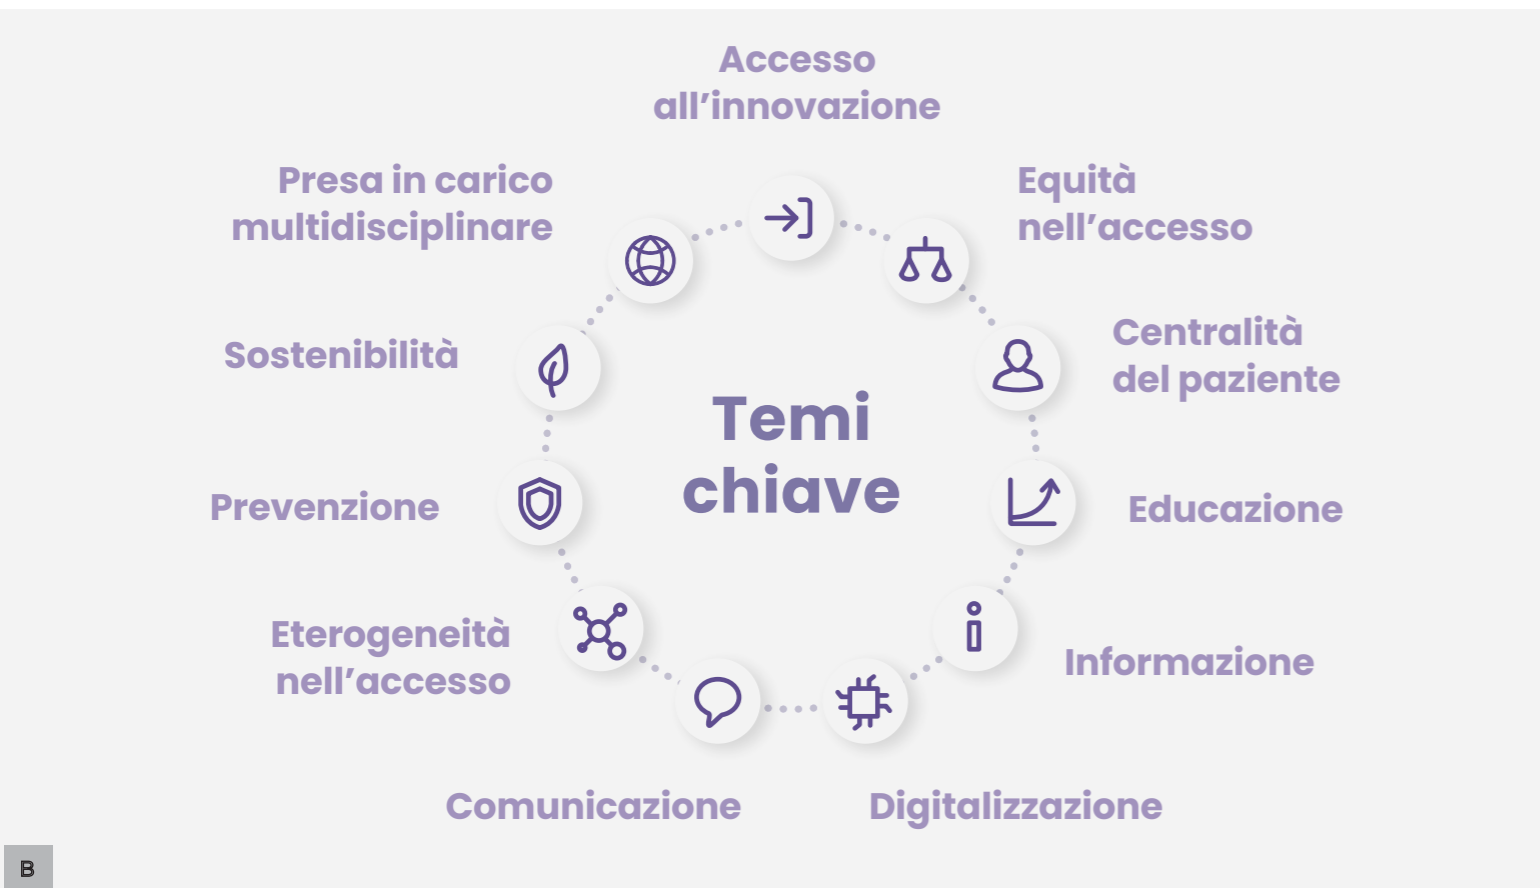 Accesso
all’innovazione
Equità
nell’accesso
Centralità
del paziente
Educazione
Informazione
Digitalizzazione
Comunicazione
Eterogeneità
nell’accesso
Prevenzione
Sostenibilità
Presa in carico
multidisciplinare
Temi
chiave
B